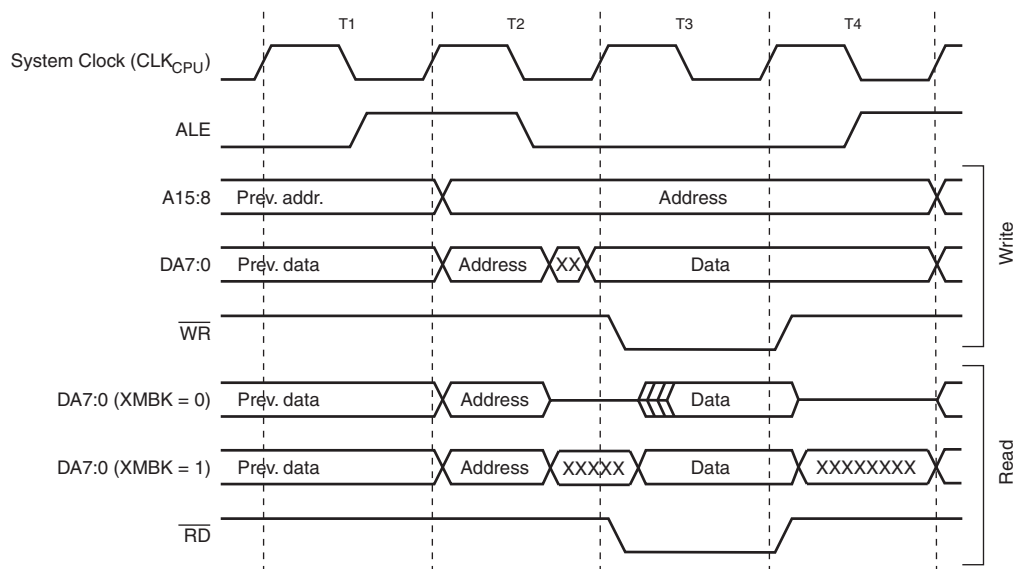 T1 T2 T3 T4
System Clock (CLKCPU)
ALE
A15:8 Prev. addr. Address
DA7:0 Prev. data Address XX Data
WR
Write
DA7:0 (XMBK = 0) Prev. data Address Data
DA7:0 (XMBK = 1) Prev. data Address XXXXX Data XXXXXXXX
RD
Read